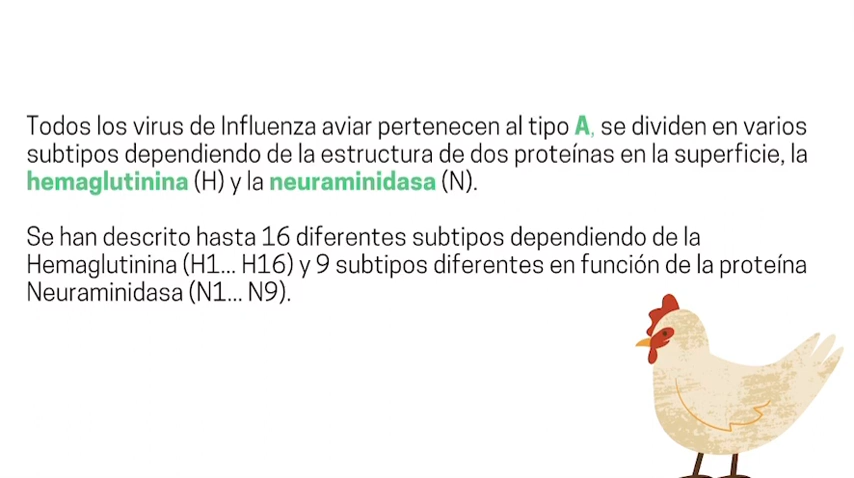 Todos los virus de Influenza aviar pertenecen al tipo A, se dividen en varios
subtipos dependiendo de la estructura de dos proteínas en la superficie, la
hemaglutinina (H) y la neuraminidasa (N).
Se han descrito hasta 16 diferentes subtipos dependiendo de la
Hemaglutinina (H1... H16) y 9 subtipos diferentes en función de la proteína
Neuraminidasa (N1... N9).